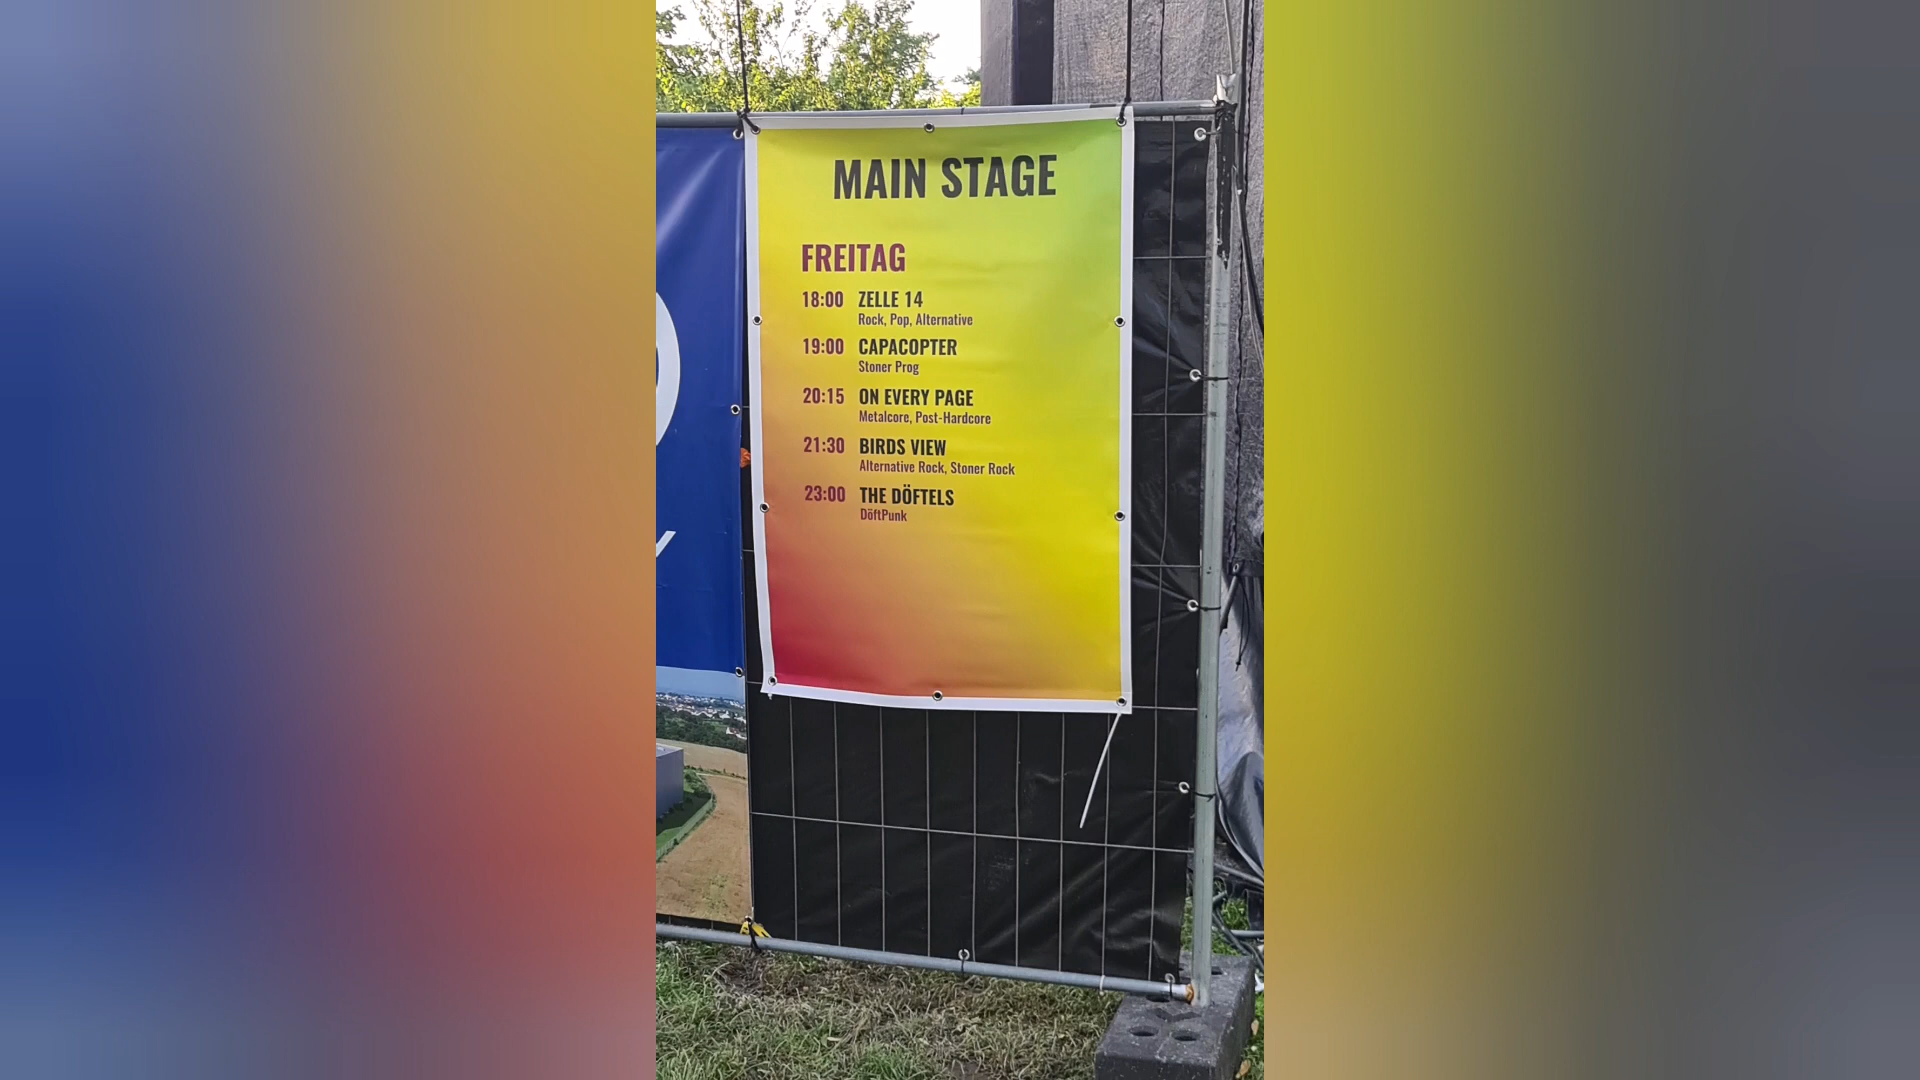 MAIN STAGE
FREITAG
18:00 ZELLE 14
Rock, Pop, Alternative
19:00 CAPACOPTER
Stoner Prog
20:15 ON EVERY PAGE
Metalcore, Post-Hardcore
21:30 BIRDS VIEW
Alternative Rock, Stoner Rock
23:00 THE DÖFTELS
DöftPunk